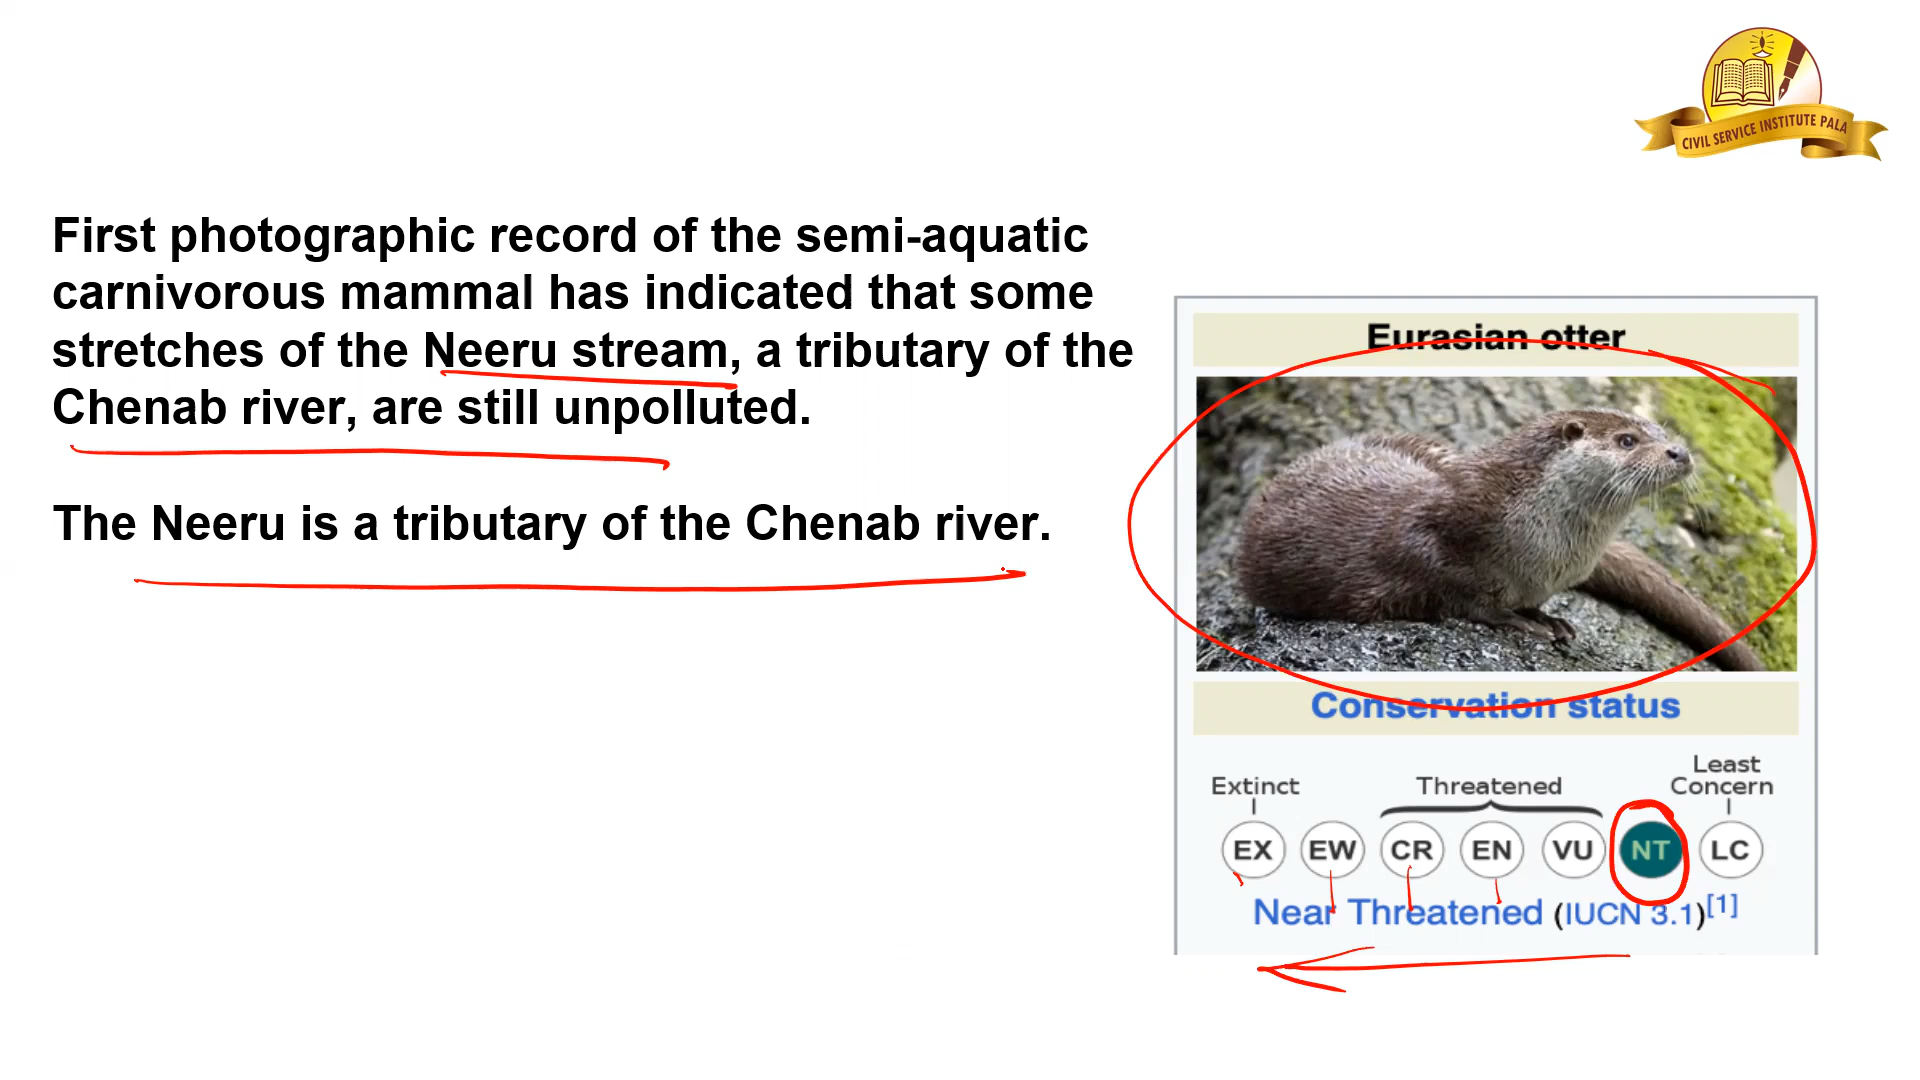 CIVIL SERVICE INSTITUTE PALA
First photographic record of the semi-aquatic
carnivorous mammal has indicated that some
stretches of the Neeru stream, a tributary of the
Chenab river, are still unpolluted.
The Neeru is a tributary of the Chenab river.
Eurasian otter
Conservation status
Extinct
Threatened
Least
Concern
EX EW CR EN VU NT LC
Near Threatened (IUCN 3.1)[1]